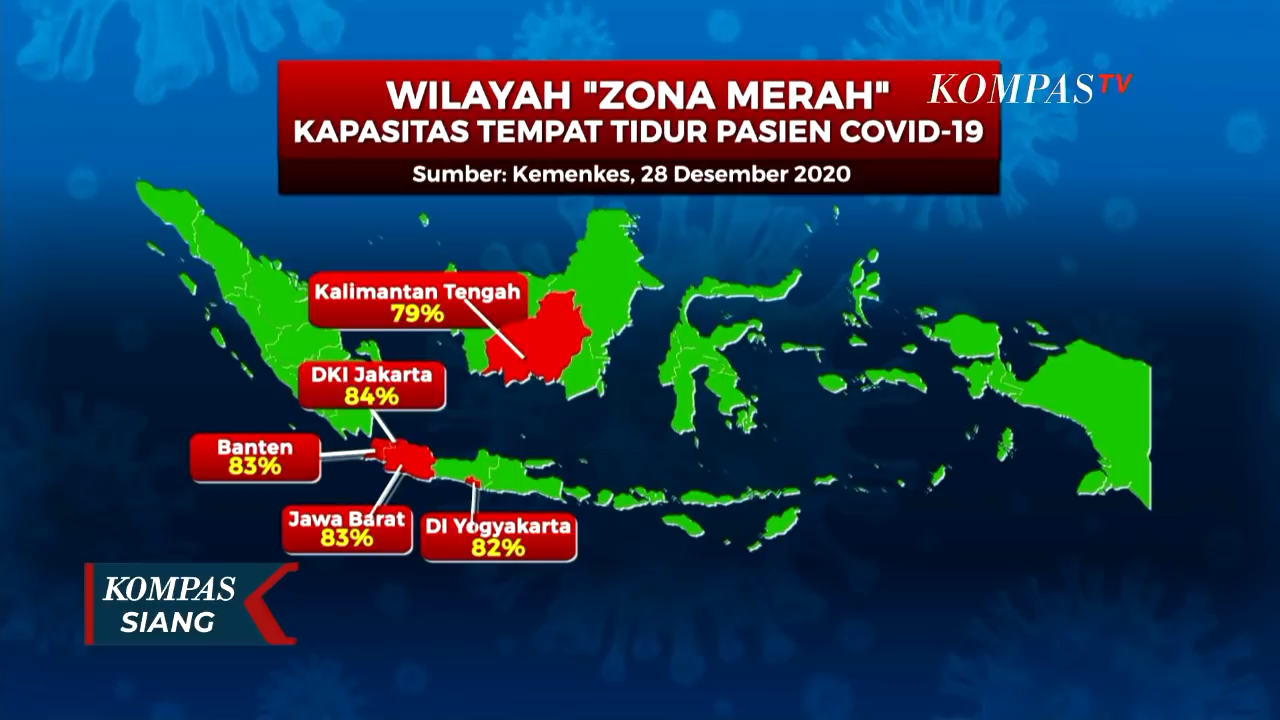 WILAYAH "ZONA MERAH"
KOMPASTV
KAPASITAS TEMPAT TIDUR PASIEN COVID-19
Sumber: Kemenkes, 28 Desember 2020
Kalimantan Tengah
79%
DKI Jakarta
84%
Banten
83%
Jawa Barat
83%
DI Yogyakarta
82%
KOMPAS
SIANG